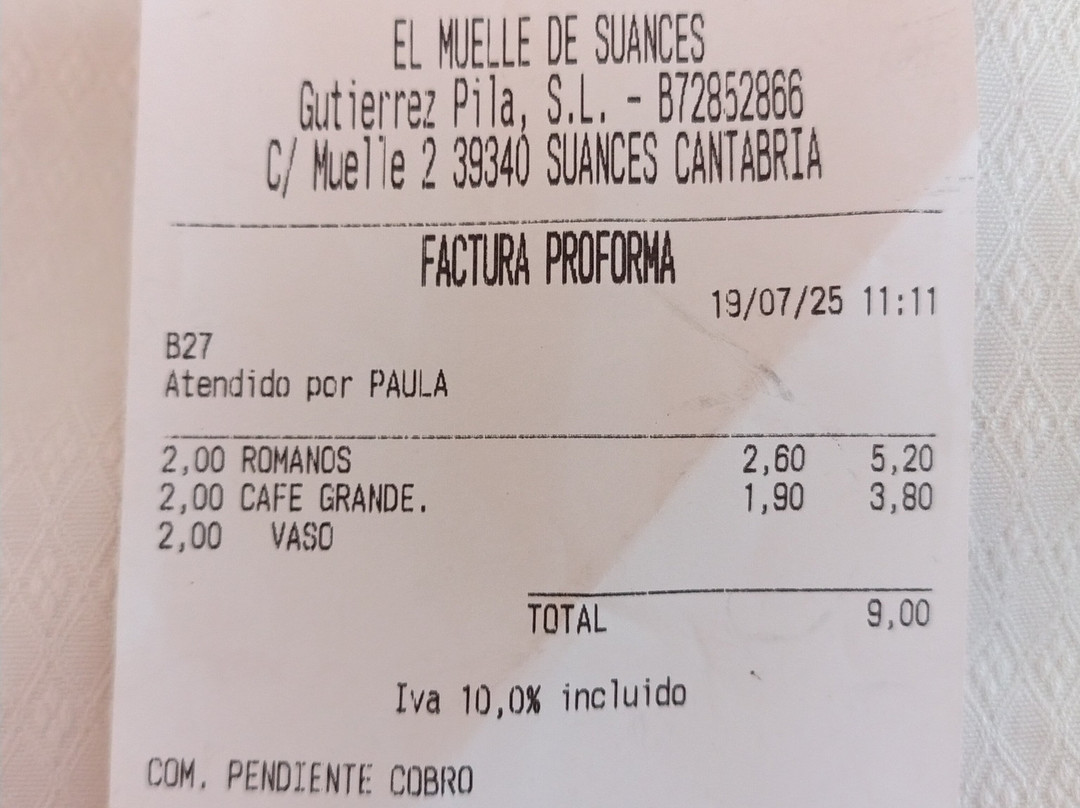 EL MUELLE DE SUANCES
Gutierrez Pila, S.L. - B72852866
C/ Muelle 2 39340 SUANCES CANTABRIA
FACTURA PROFORMA
19/07/25 11:11
B27
Atendido por PAULA
2,00 ROMANOS 2,60 5,20
2,00 CAFE GRANDE. 1,90 3,80
2,00 VASO
TOTAL 9,00
Iva 10,0% incluido
COM. PENDIENTE COBRO